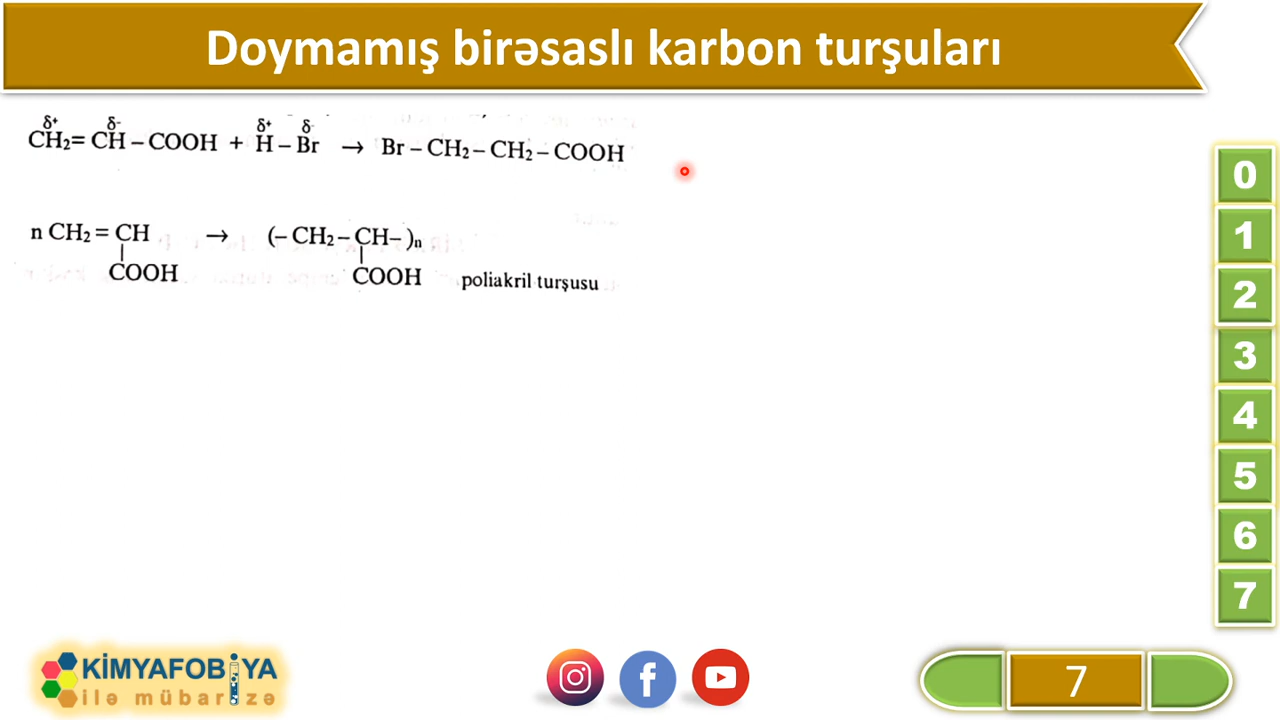 Doymamış birəsaslı karbon turşuları
δ+ δ- δ+ δ-
CH₂= CH – COOH + H – Br → Br – CH₂ – CH₂ – COOH
n CH₂ = CH → (– CH₂ – CH– )ₙ
COOH COOH poliakril turşusu
0
1
2
3
4
5
6
7
KİMYAFOBİYA
ilə mübarizə
7